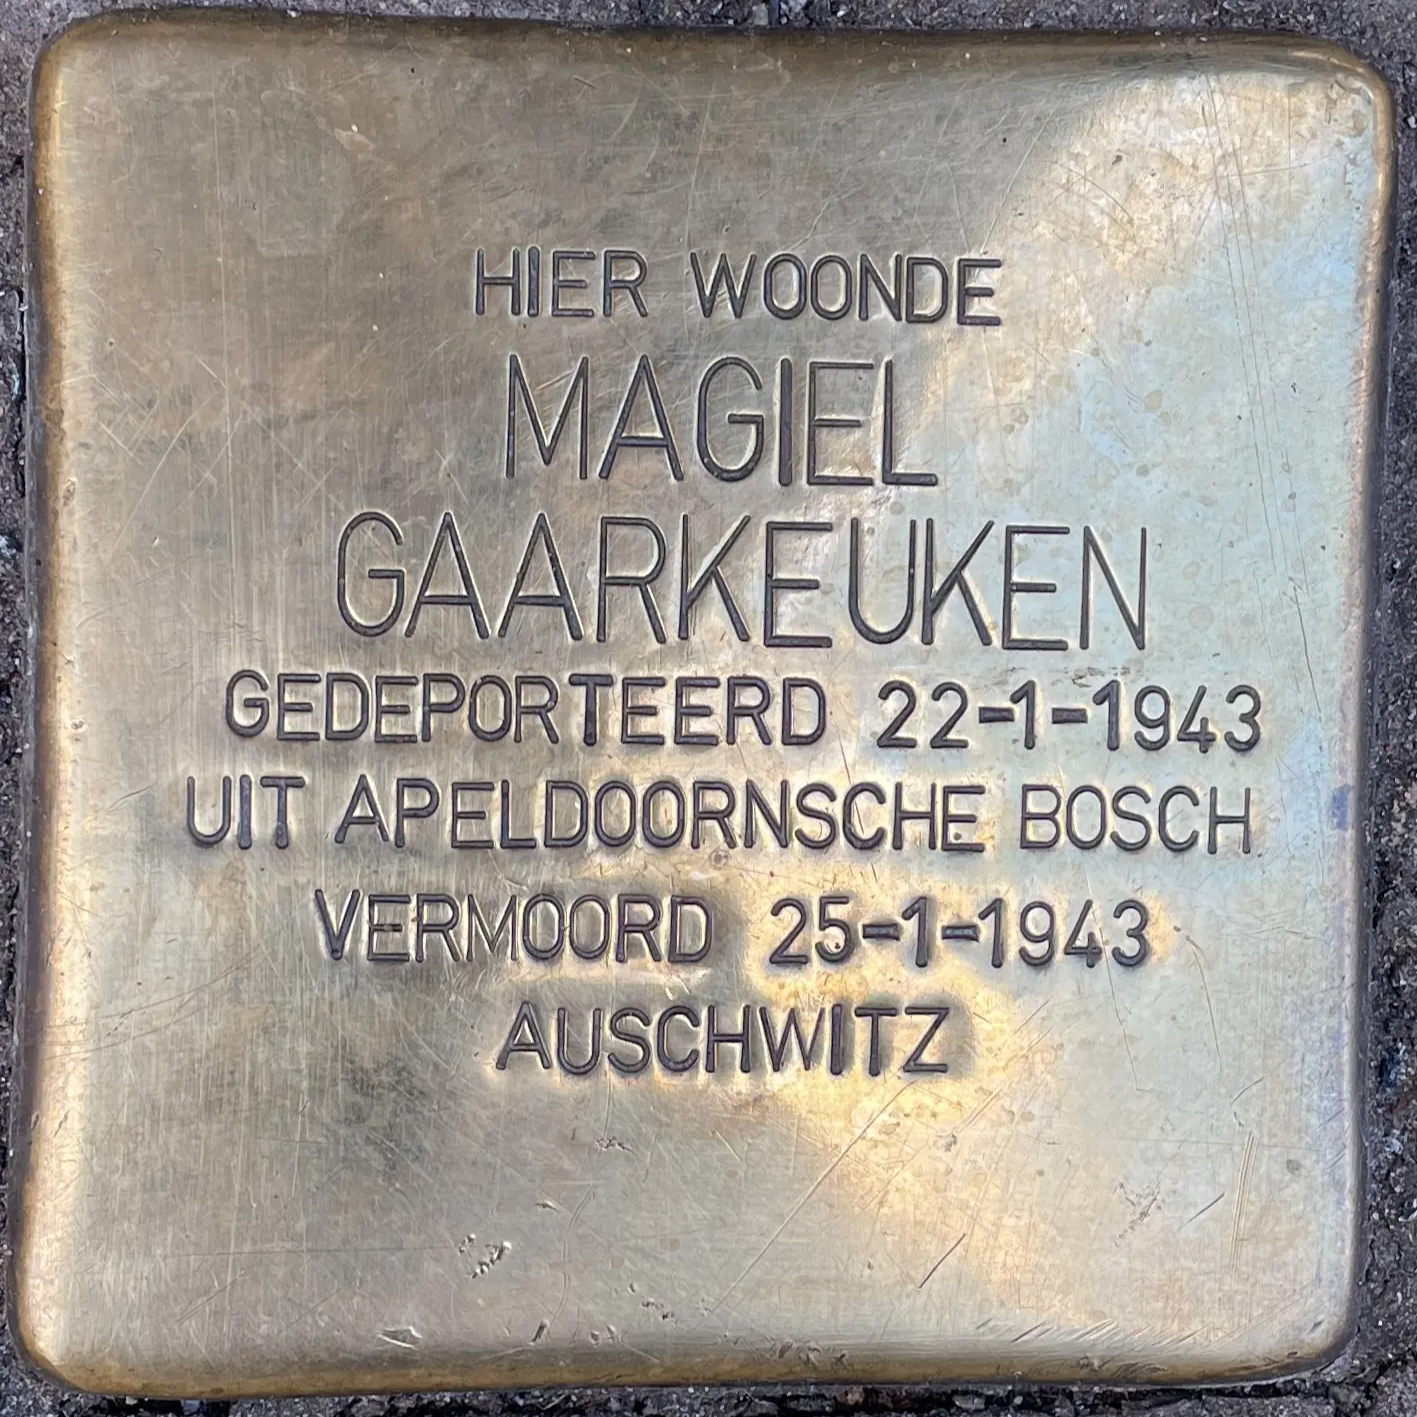 HIER WOONDE
MAGIEL
GAARKEUKEN
GEDEPORTEERD 22-1-1943
UIT APELDOORNSCHE BOSCH
VERMOORD 25-1-1943
AUSCHWITZ